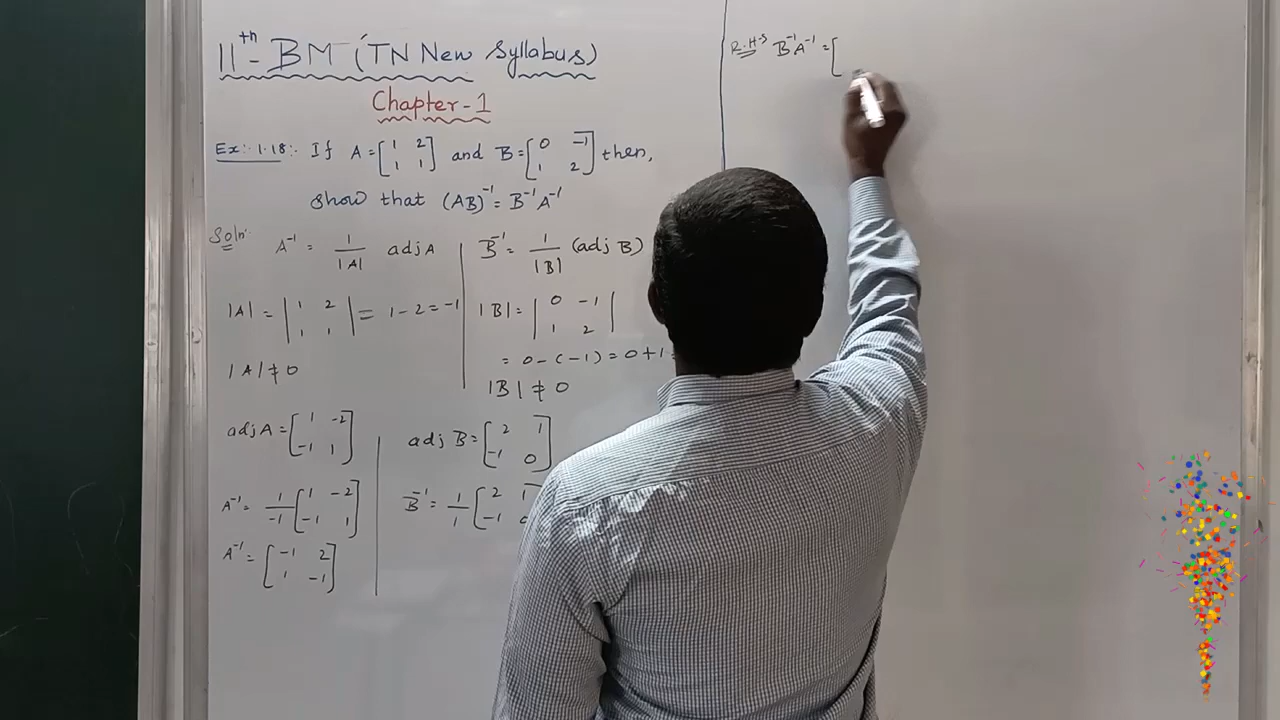 11th - BM (TN New Syllabus)
Chapter - 1
Ex:- 1.18:- If A = [1 2 1 1] and B = [0 -1 1 2] then,
show that (AB)⁻¹ = B⁻¹A⁻¹
Soln:
A⁻¹ = 1/|A| adj A
|A| = |1 2 1 1| = 1 - 2 = -1
|A| ≠ 0
B⁻¹ = 1/|B| (adj B)
|B| = |0 -1 1 2|
= 0 - (-1) = 0 + 1
|B| ≠ 0
adj A = [1 -2 -1 1]
A⁻¹ = 1/-1 [1 -2 -1 1]
A⁻¹ = [-1 2 1 -1]
adj B = [2 1 -1 0]
B⁻¹ = 1/1 [2 1 -1
R.H.S B⁻¹A⁻¹ = [